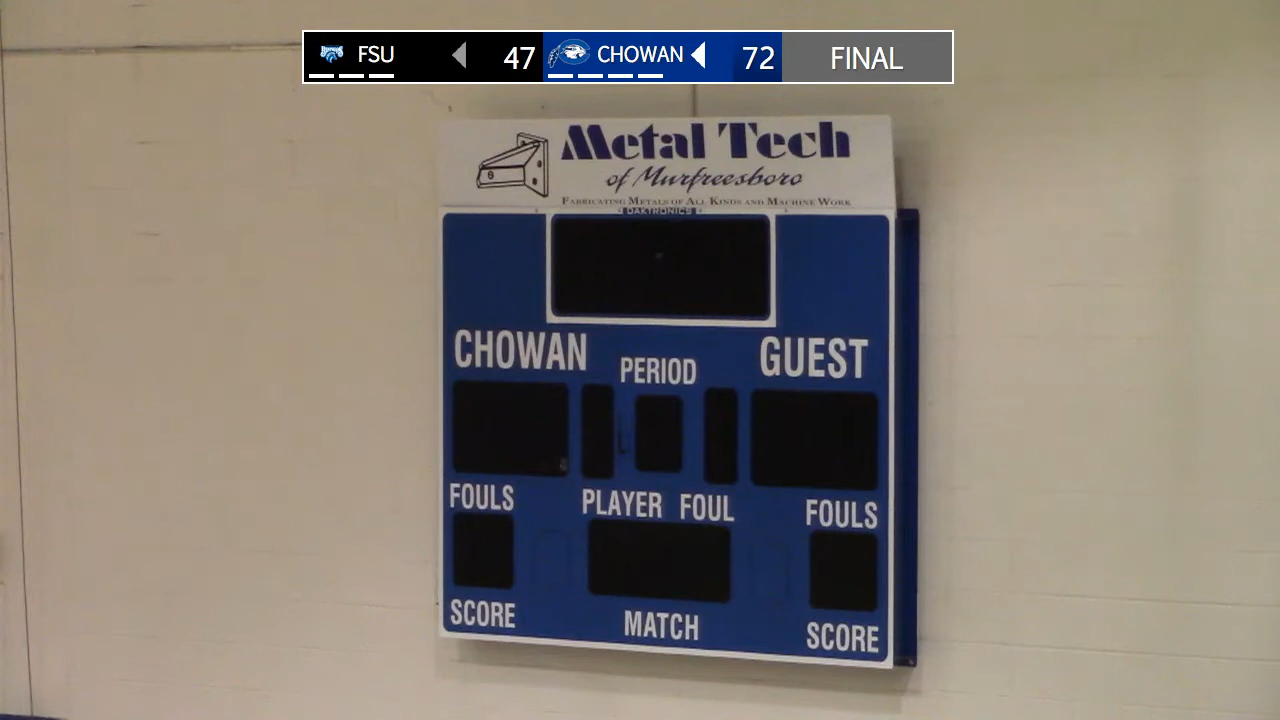 FSU 47 CHOWAN 72 FINAL
Metal Tech
of Murfreesboro
FABRICATING METALS OF ALL KINDS AND MACHINE WORK
DAKTRONICS
CHOWAN GUEST
PERIOD
FOULS PLAYER FOUL FOULS
SCORE MATCH SCORE